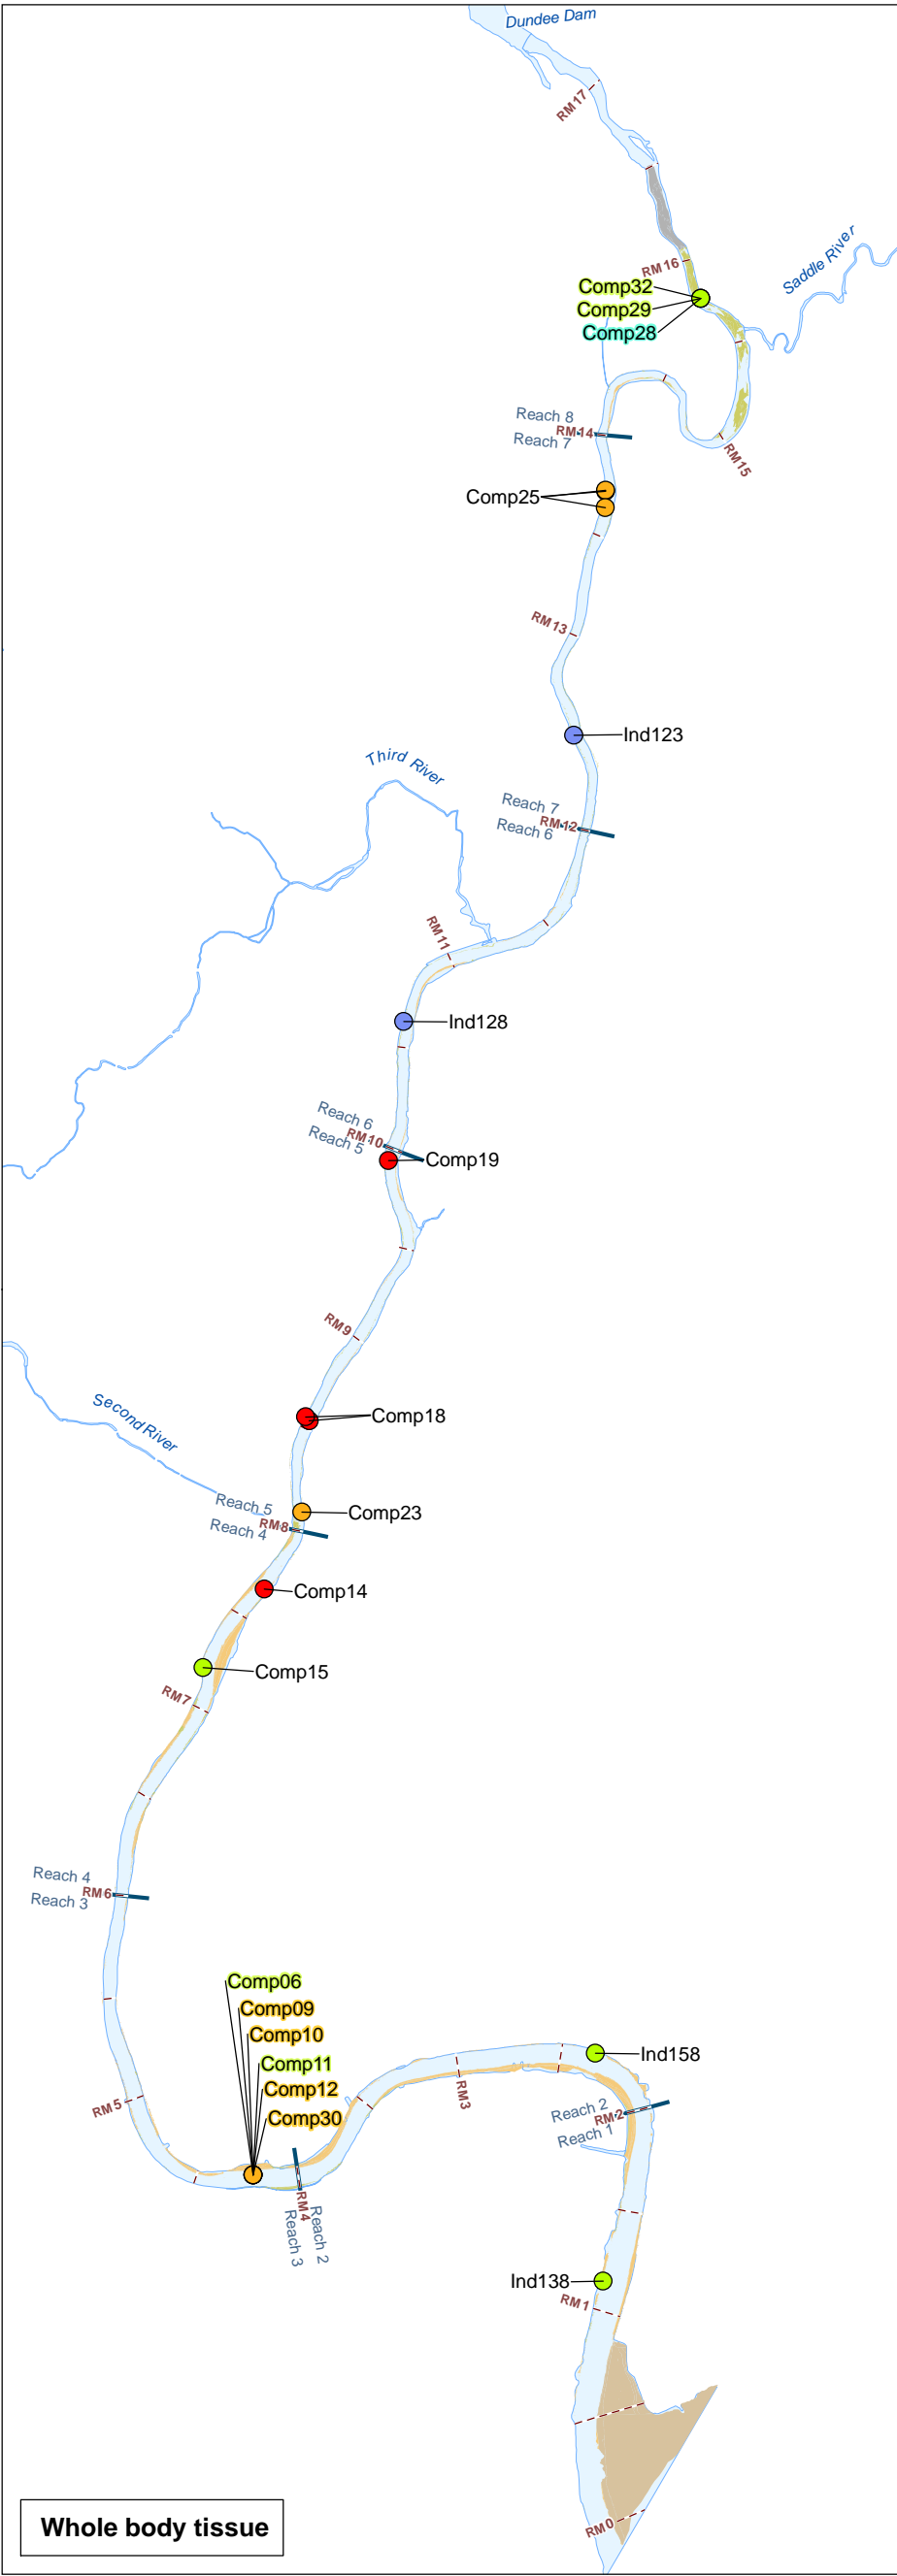 Dundee Dam
RM17
Saddle River
RM16
Comp32
Comp29
Comp28
Reach 8
RM14
Reach 7
RM15
Comp25
RM13
Ind123
Third River
Reach 7
RM12
Reach 6
RM11
Ind128
Reach 6
RM10
Reach 5
Comp19
RM9
Second River
Comp18
Reach 5
RM8
Reach 4
Comp23
Comp14
Comp15
RM7
Reach 4
RM6
Reach 3
Comp06
Comp09
Comp10
Comp11
Comp12
Comp30
Ind158
RM3
RM5
Reach 2
RM2
Reach 1
RM4
Reach 2
Reach 3
Ind138
RM1
RM0
Whole body tissue